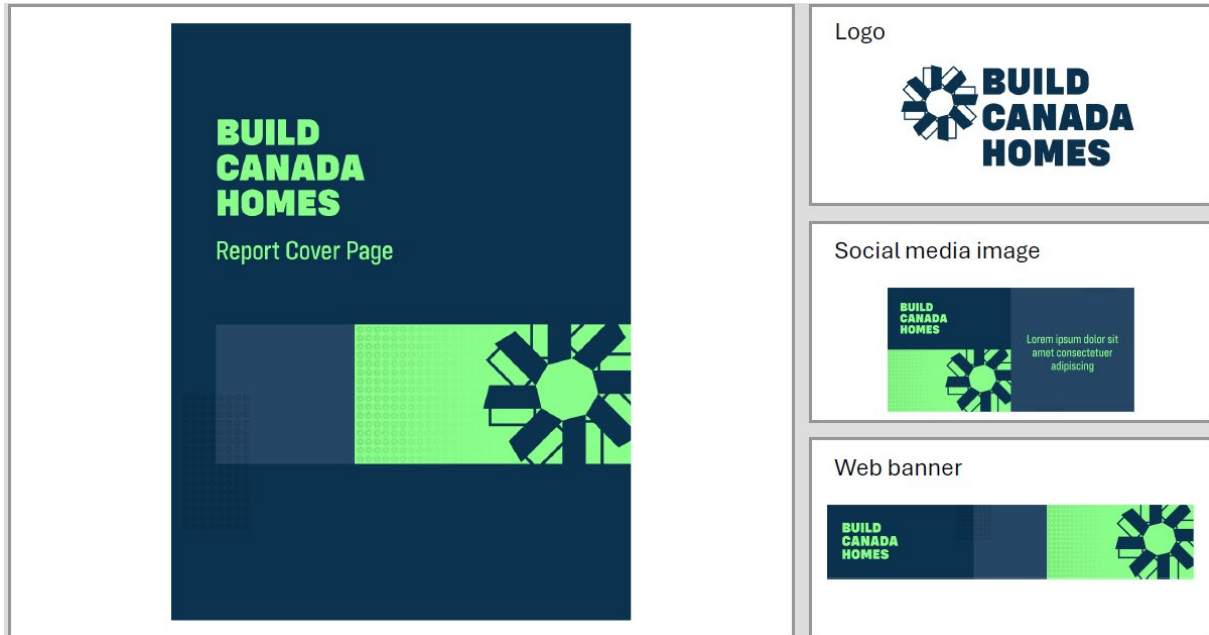 BUILD
CANADA
HOMES
Report Cover Page
Logo
BUILD
CANADA
HOMES
Social media image
BUILD
CANADA
HOMES
Lorem ipsum dolor sit
amet consectetuer
adipiscing
Web banner
BUILD
CANADA
HOMES